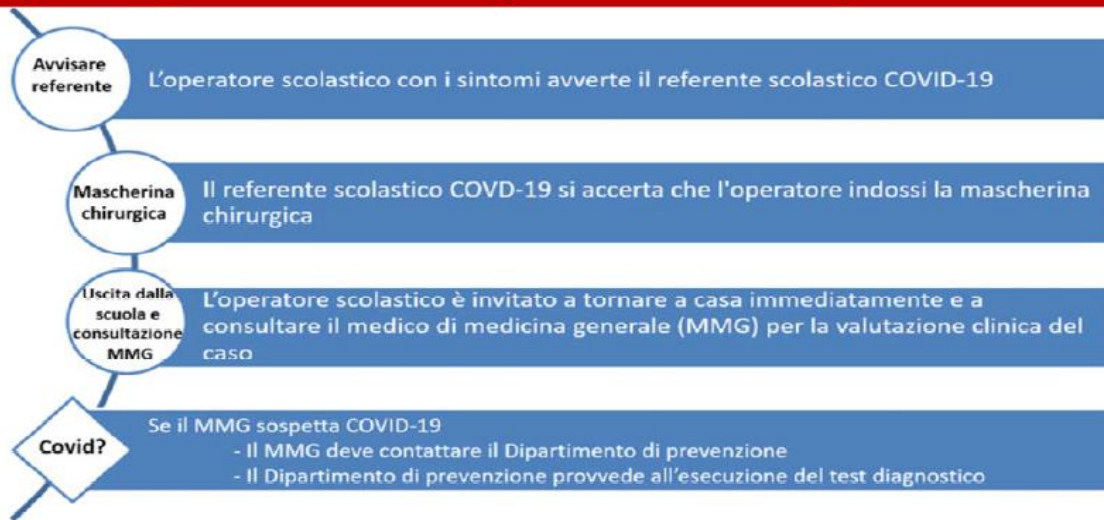 Avvisare
referente
L'operatore scolastico con i sintomi avverte il referente scolastico COVID-19
Mascherina
chirurgica
Il referente scolastico COVD-19 si accerta che l'operatore indossi la mascherina
chirurgica
Uscita dalla
scuola e
consultazione
MMG
L'operatore scolastico è invitato a tornare a casa immediatamente e a
consultare il medico di medicina generale (MMG) per la valutazione clinica del
caso
Covid?
Se il MMG sospetta COVID-19
- Il MMG deve contattare il Dipartimento di prevenzione
- Il Dipartimento di prevenzione provvede all'esecuzione del test diagnostico